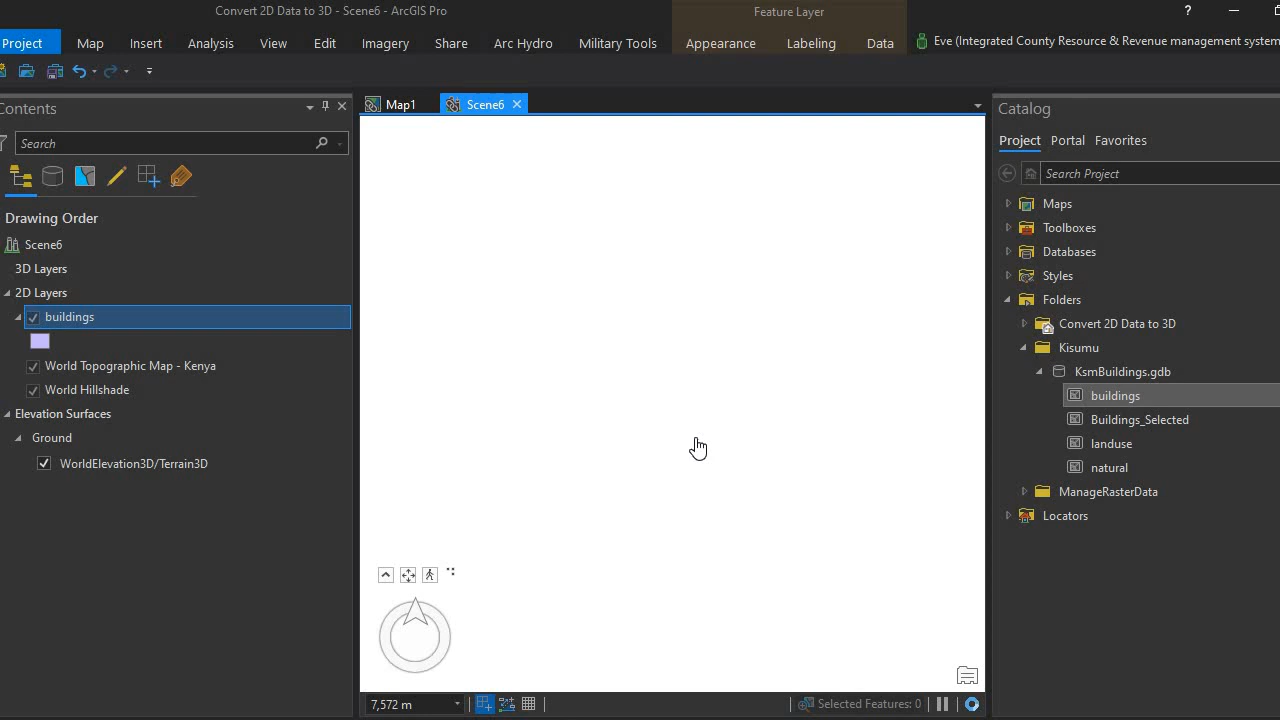 Convert 2D Data to 3D - Scene6 - ArcGIS Pro
Feature Layer
?
Project Map Insert Analysis View Edit Imagery Share Arc Hydro Military Tools Appearance Labeling Data
Eve (Integrated County Resource & Revenue management system
Contents
Search
Drawing Order
Scene6
3D Layers
2D Layers
buildings
World Topographic Map - Kenya
World Hillshade
Elevation Surfaces
Ground
WorldElevation3D/Terrain3D
Map1 Scene6
7,572 m
Selected Features: 0
Catalog
Project Portal Favorites
Search Project
Maps
Toolboxes
Databases
Styles
Folders
Convert 2D Data to 3D
Kisumu
KsmBuildings.gdb
buildings
Buildings_Selected
landuse
natural
ManageRasterData
Locators